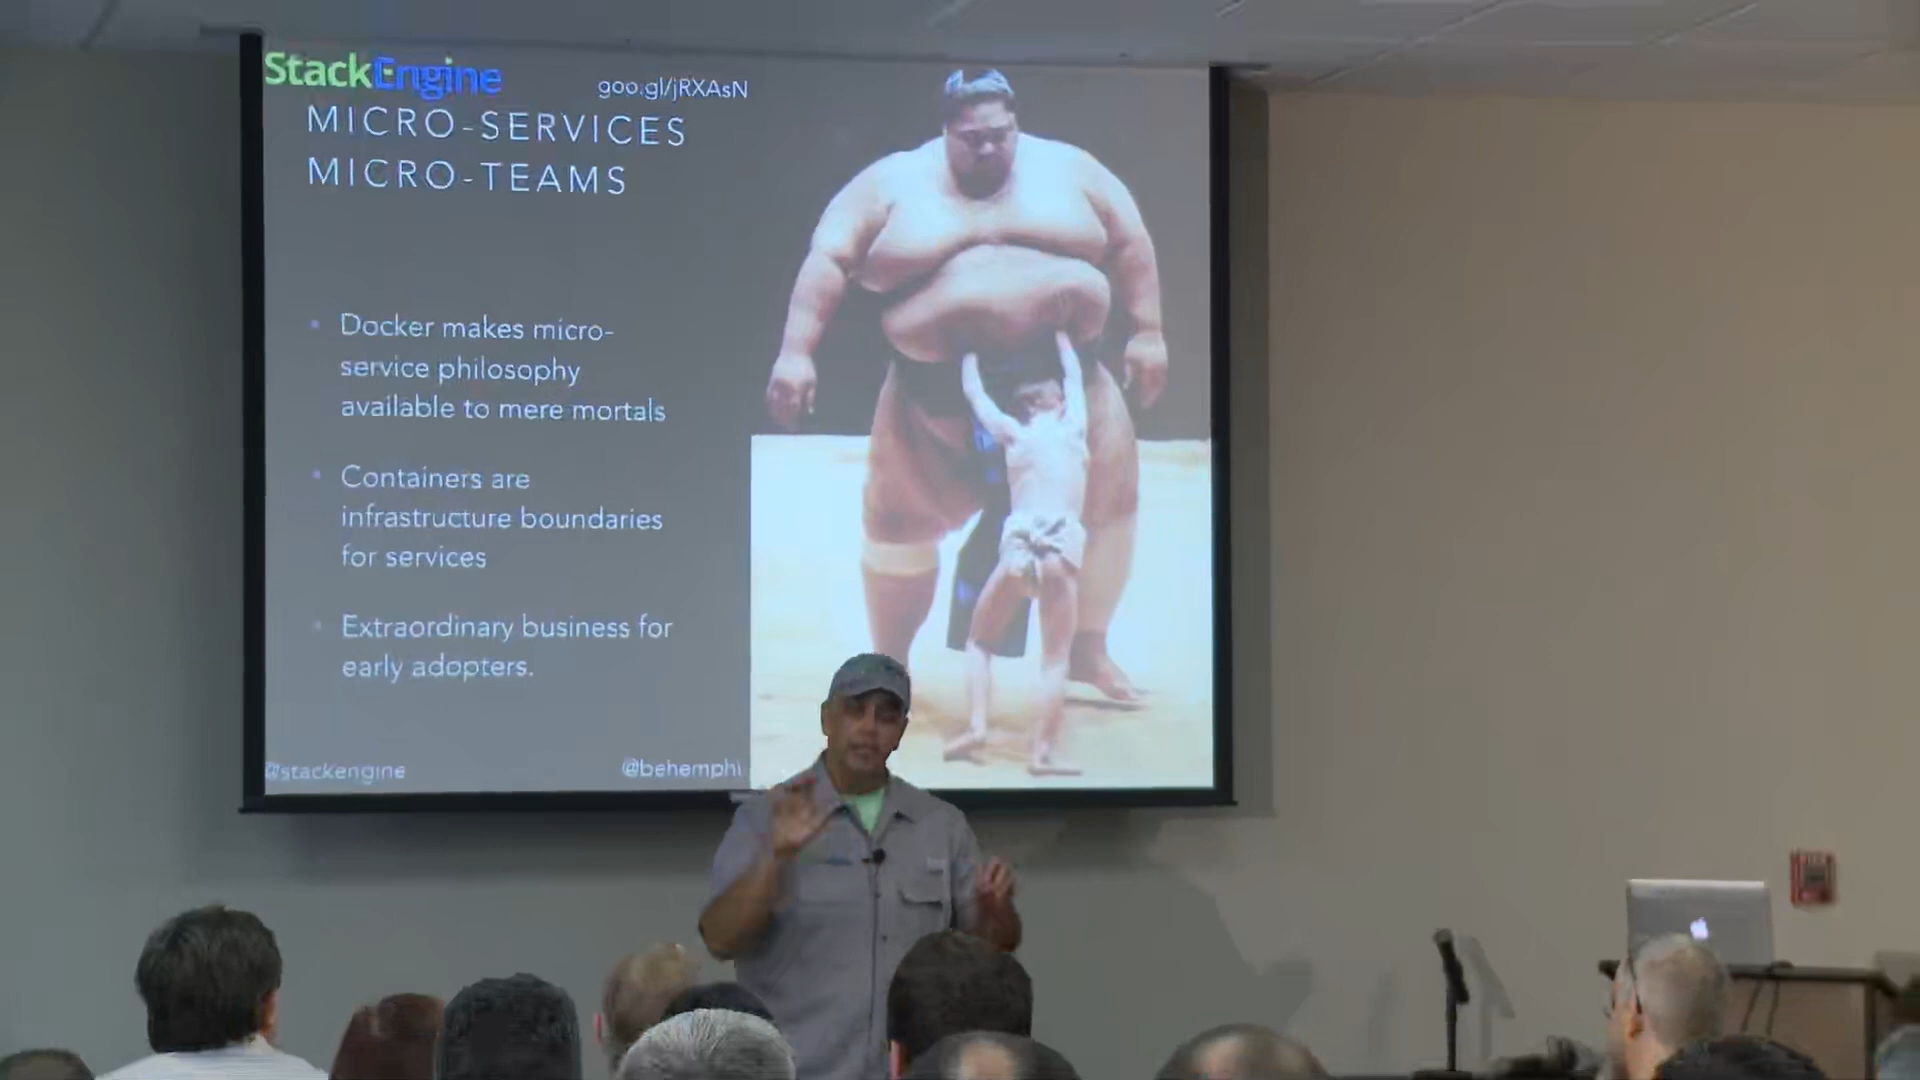 StackEngine
goo.gl/jRXAsN
MICRO-SERVICES
MICRO-TEAMS
Docker makes micro-
service philosophy
available to mere mortals
Containers are
infrastructure boundaries
for services
Extraordinary business for
early adopters.
@stackengine
@behemphi